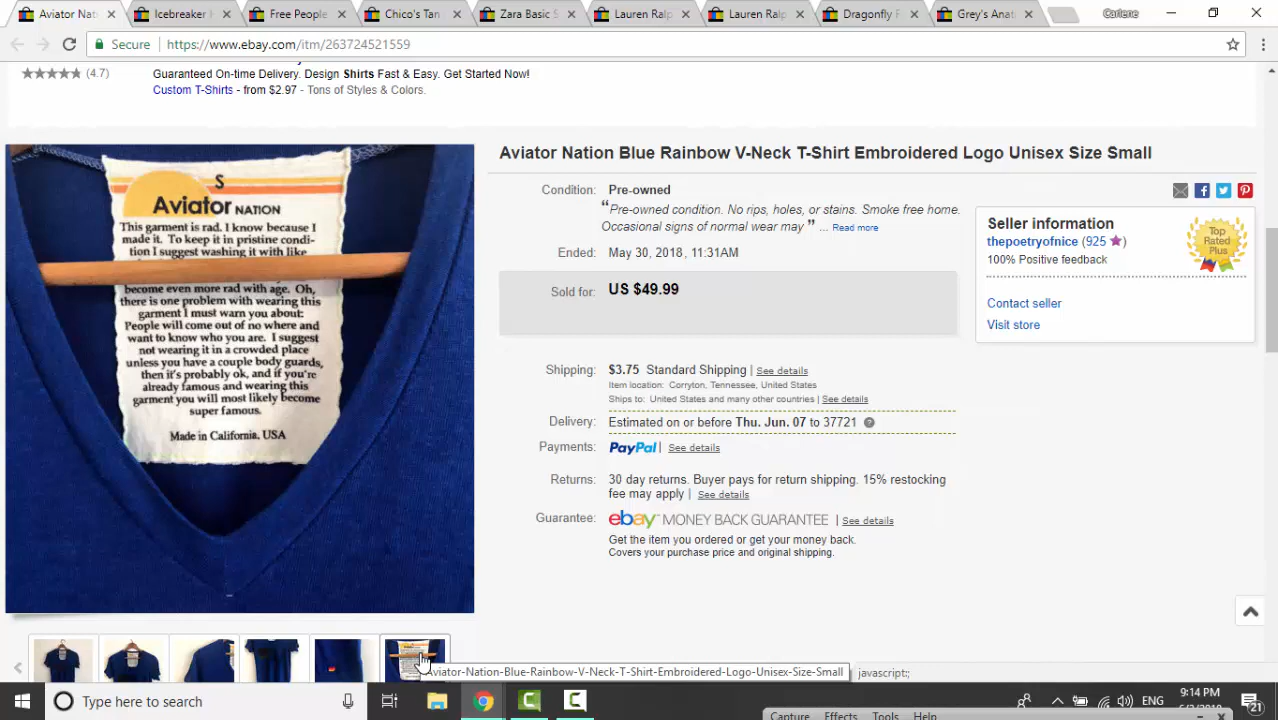 Aviator Nat
Icebreaker
Free People
Chico's Tan
Zara Basic S
Lauren Ralp
Lauren Ralp
Dragonfly F
Grey's Anat
Carlene
Secure
https://www.ebay.com/itm/263724521559
(4.7)
Guaranteed On-time Delivery. Design Shirts Fast & Easy. Get Started Now!
Custom T-Shirts - from $2.97 - Tons of Styles & Colors.
S
Aviator NATION
This garment is rad. I know because I
made it. To keep it in pristine condi-
tion I suggest washing it with like
become even more rad with age. Oh,
there is one problem with wearing this
garment I must warn you about:
People will come out of no where and
want to know who you are. I suggest
not wearing it in a crowded place
unless you have a couple body guards,
then it's probably ok, and if you're
already famous and wearing this
garment you will most likely become
super famous.
Made in California, USA
Aviator Nation Blue Rainbow V-Neck T-Shirt Embroidered Logo Unisex Size Small
Condition: Pre-owned
“Pre-owned condition. No rips, holes, or stains. Smoke free home.
Occasional signs of normal wear may ” ... Read more
Ended: May 30, 2018, 11:31AM
Sold for: US $49.99
Shipping: $3.75 Standard Shipping | See details
Item location: Corryton, Tennessee, United States
Ships to: United States and many other countries | See details
Delivery: Estimated on or before Thu. Jun. 07 to 37721 ?
Payments: PayPal | See details
Returns: 30 day returns. Buyer pays for return shipping. 15% restocking
fee may apply | See details
Guarantee: ebay MONEY BACK GUARANTEE | See details
Get the item you ordered or get your money back.
Covers your purchase price and original shipping.
Seller information
thepoetryofnice (925 )
100% Positive feedback
Top
Rated
Plus
Contact seller
Visit store
Aviator-Nation-Blue-Rainbow-V-Neck-T-Shirt-Embroidered-Logo-Unisex-Size-Small
javascript:;
Type here to search
ENG
9:14 PM
21
Capture Effects Tools Help